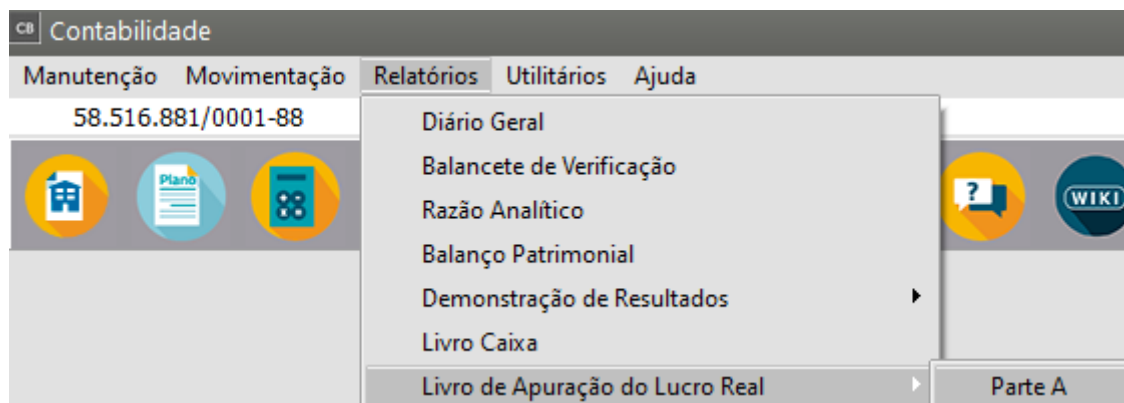 CB Contabilidade
Manutenção Movimentação Relatórios Utilitários Ajuda
58.516.881/0001-88
Diário Geral
Plano
Balancete de Verificação
? WIKI
Razão Analítico
Balanço Patrimonial
Demonstração de Resultados
Livro Caixa
Livro de Apuração do Lucro Real Parte A